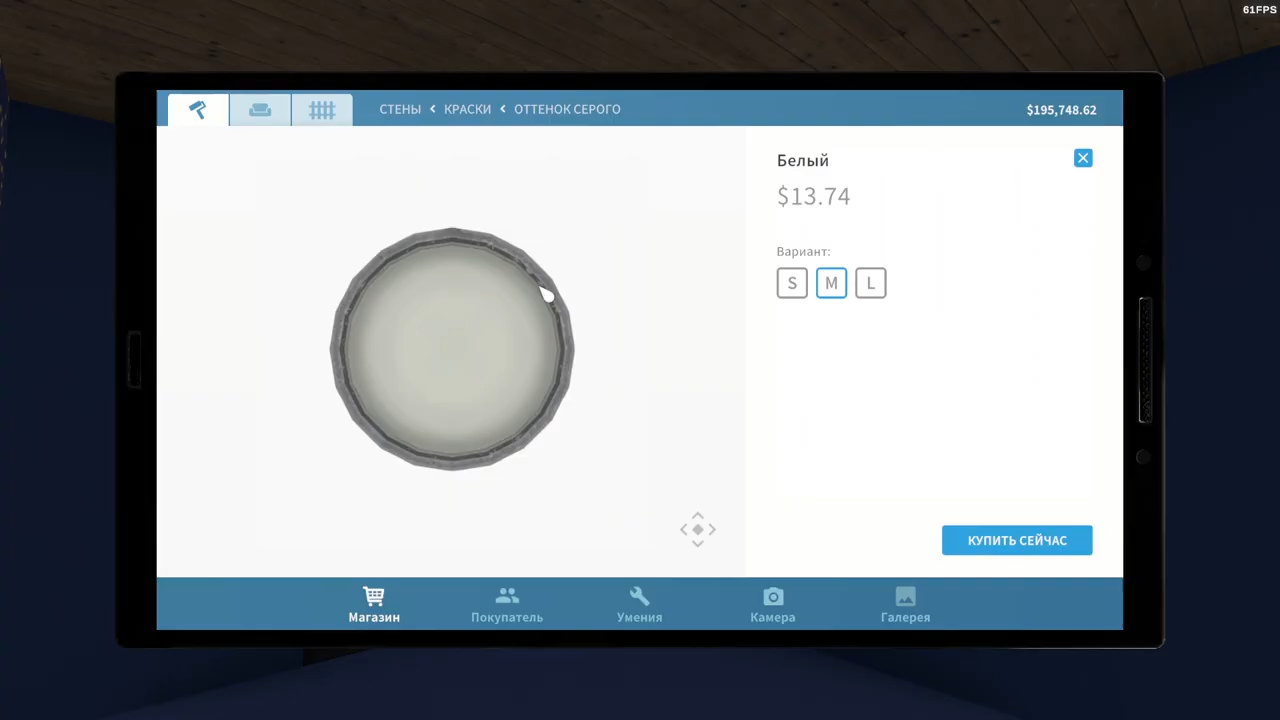 61FPS
СТЕНЫ < КРАСКИ < ОТТЕНОК СЕРОГО
$195,748.62
Белый
$13.74
Вариант:
S M L
КУПИТЬ СЕЙЧАС
Магазин Покупатель Умения Камера Галерея